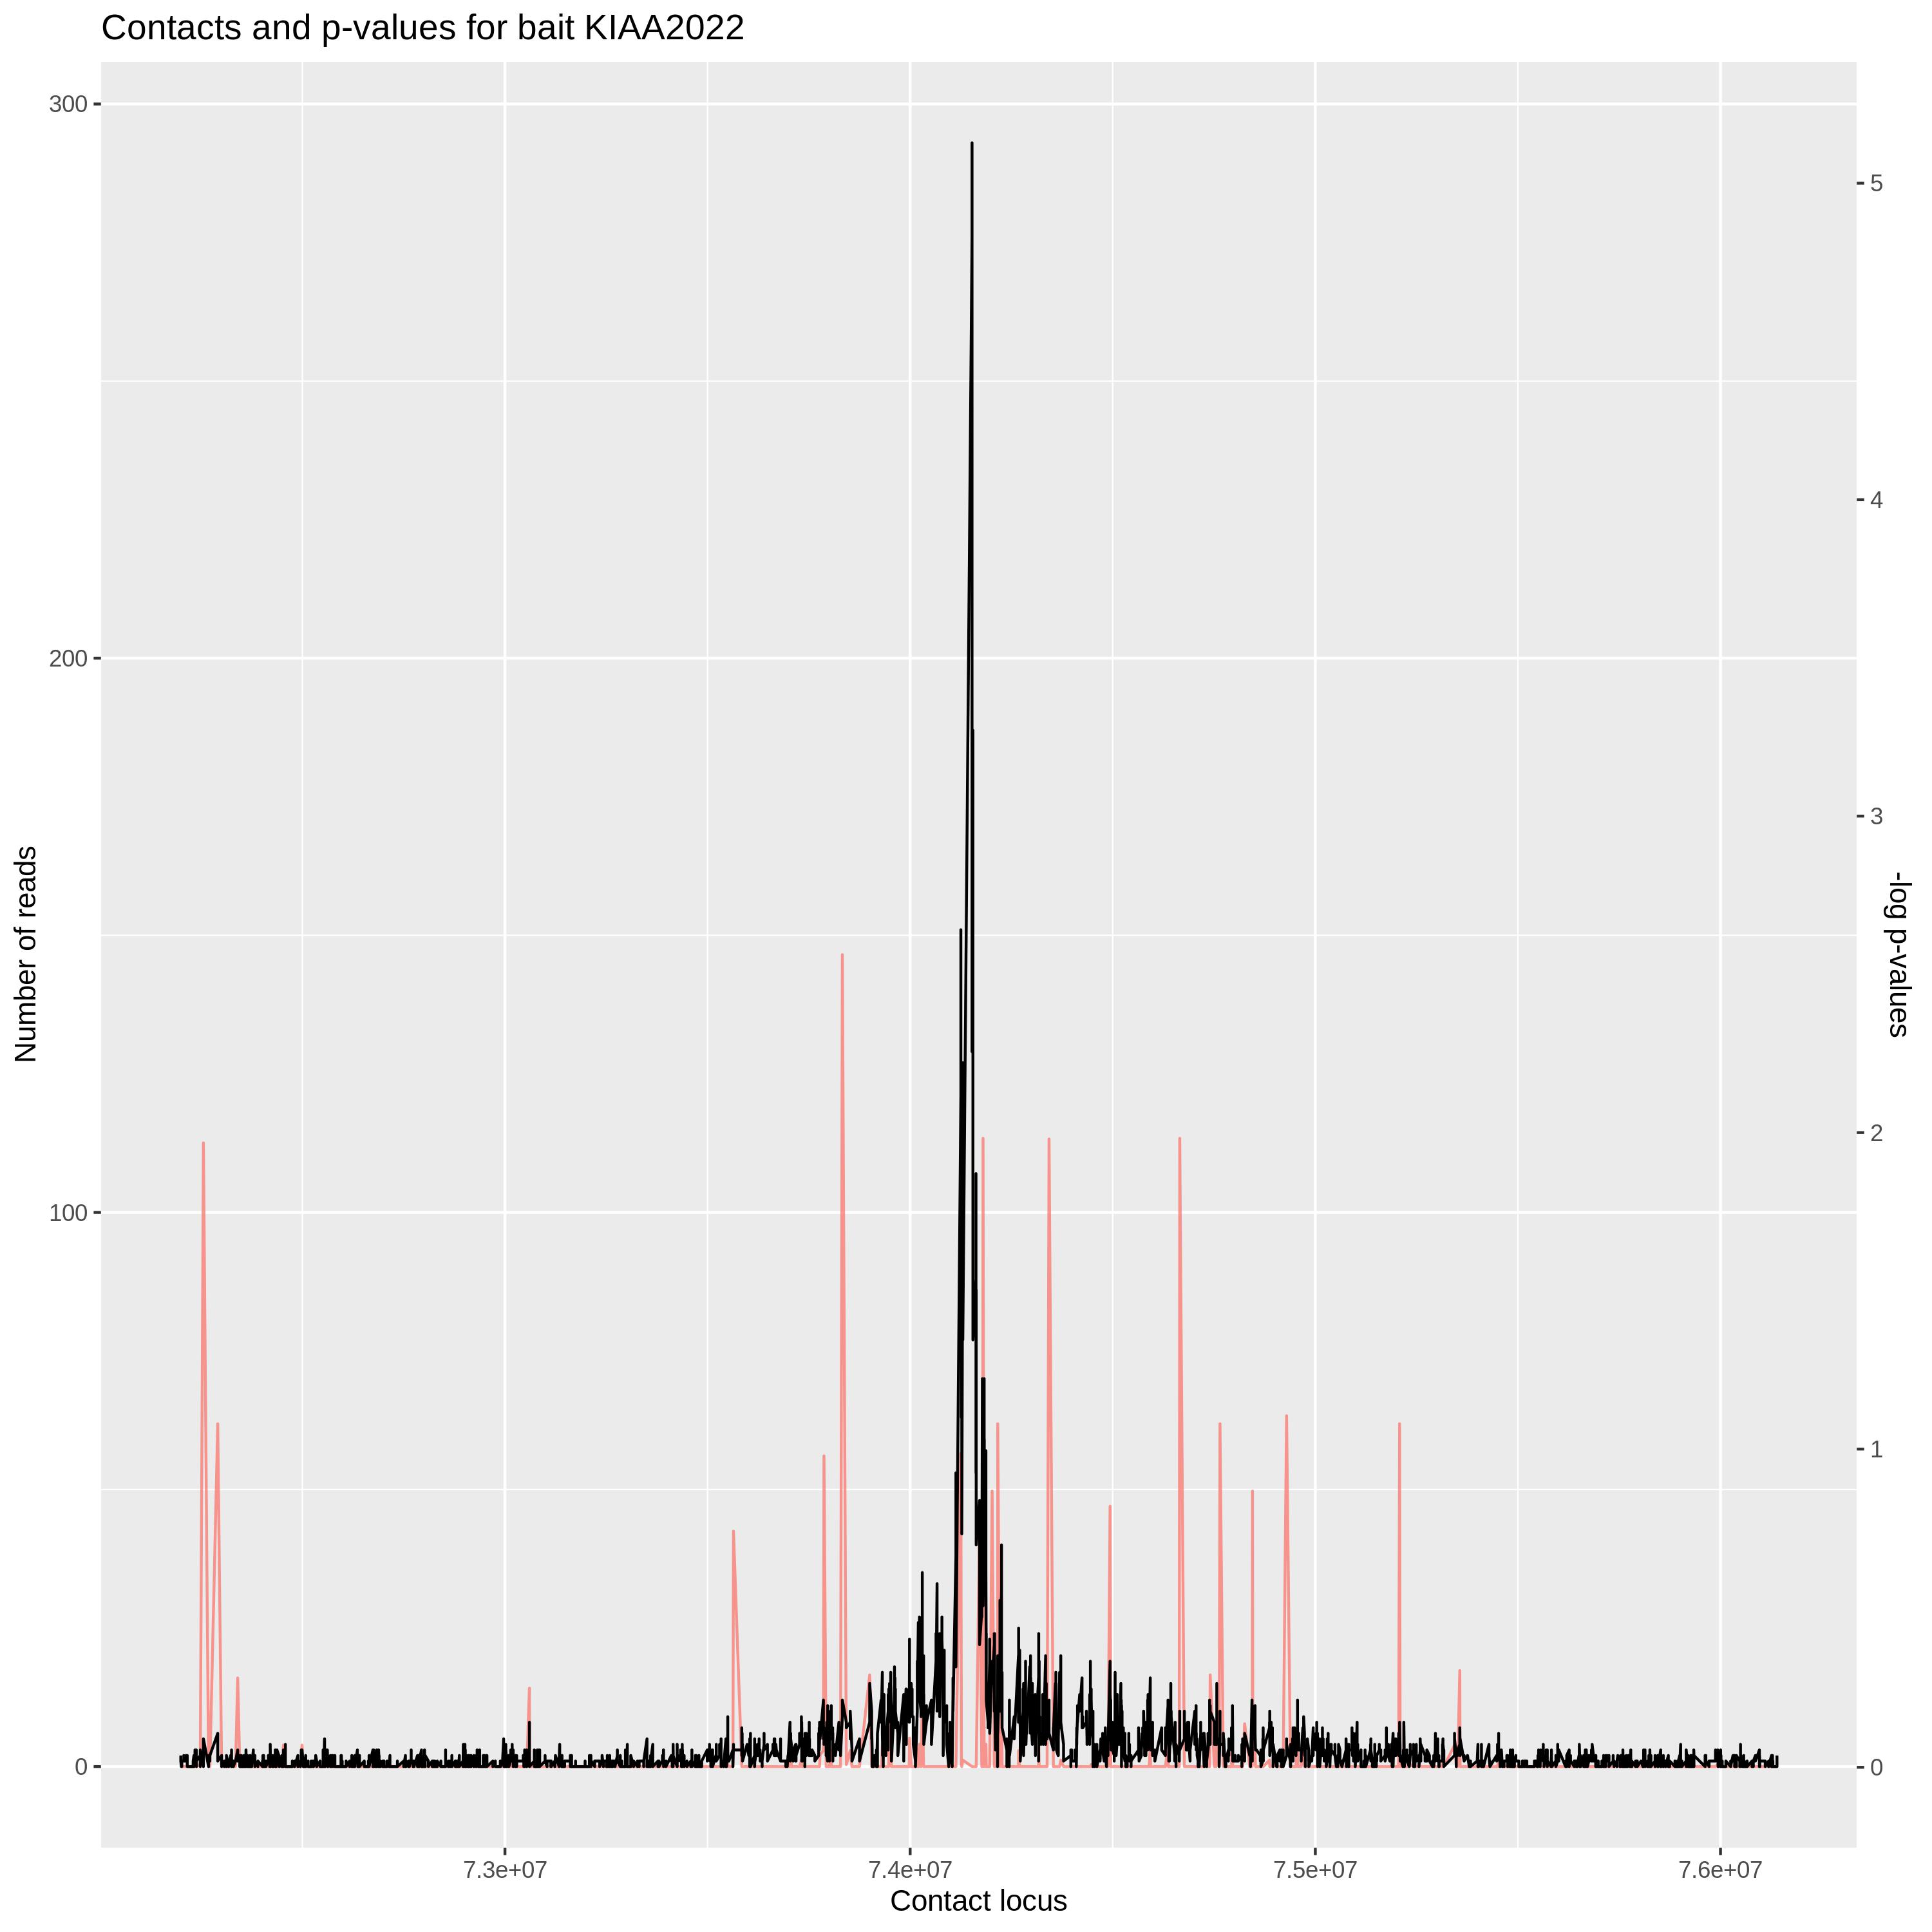 Contacts and p-values for bait KIAA2022
300
200
100
0
Number of reads
5
4
3
2
1
0
-log p-values
7.3e+07
7.4e+07
7.5e+07
7.6e+07
Contact locus